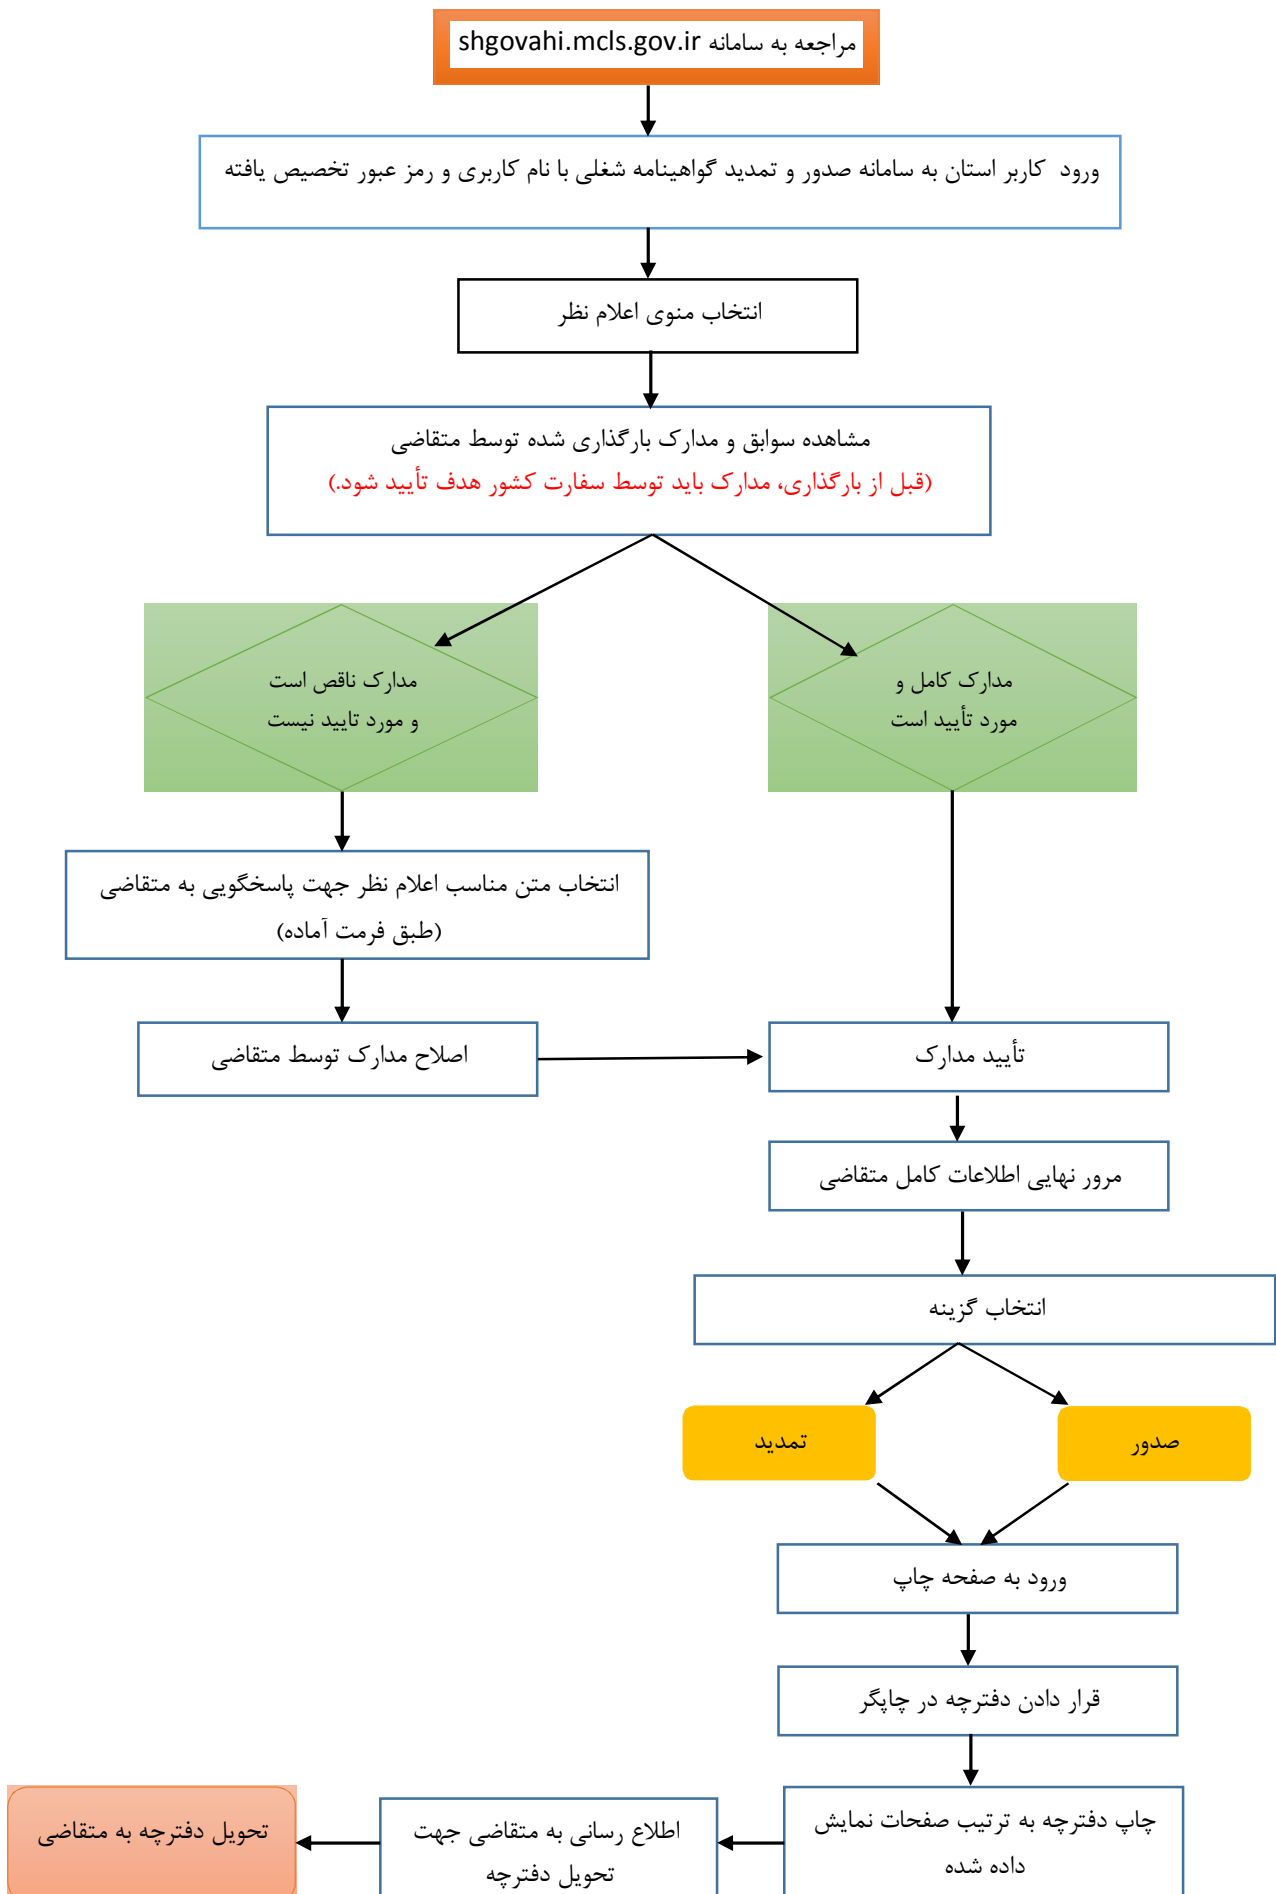 مراجعه به سامانه shgovahi.mcls.gov.ir
ورود کاربر استان به سامانه صدور و تمدید گواهینامه شغلی با نام کاربری و رمز عبور تخصیص یافته
انتخاب منوی اعلام نظر
مشاهده سوابق و مدارک بارگذاری شده توسط متقاضی
(قبل از بارگذاری، مدارک باید توسط سفارت کشور هدف تأیید شود.)
مدارک کامل و
مورد تأیید است
مدارک ناقص است
و مورد تایید نیست
انتخاب متن مناسب اعلام نظر جهت پاسخگویی به متقاضی
(طبق فرمت آماده)
اصلاح مدارک توسط متقاضی
تأیید مدارک
مرور نهایی اطلاعات کامل متقاضی
انتخاب گزینه
صدور
تمدید
ورود به صفحه چاپ
قرار دادن دفترچه در چاپگر
چاپ دفترچه به ترتیب صفحات نمایش
داده شده
اطلاع رسانی به متقاضی جهت
تحویل دفترچه
تحویل دفترچه به متقاضی